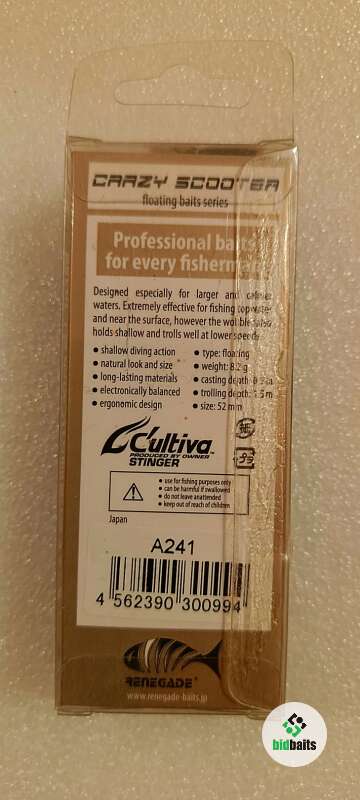 CRAZY SCOOTER
floating baits series
Professional baits
for every fisherman
Designed especially for larger and
waters. Extremely effective for fishing
and near the surface, however the also
holds shallow and trolls well at lower speeds
• shallow diving action
• natural look and size
• long-lasting materials
• electronically balanced
• ergonomic design
• type: floating
• weight: 8.2 g
• casting depth:
• trolling depth:
• size: 52 mm
C'ultiva™
PRODUCED BY OWNER
STINGER
• use for fishing purposes only
• can be harmful if swallowed
• do not leave unattended
• keep out of reach of children
Japan
A241
4 562390 300994
RENEGADE®
www.renegade-baits.jp
bidbaits